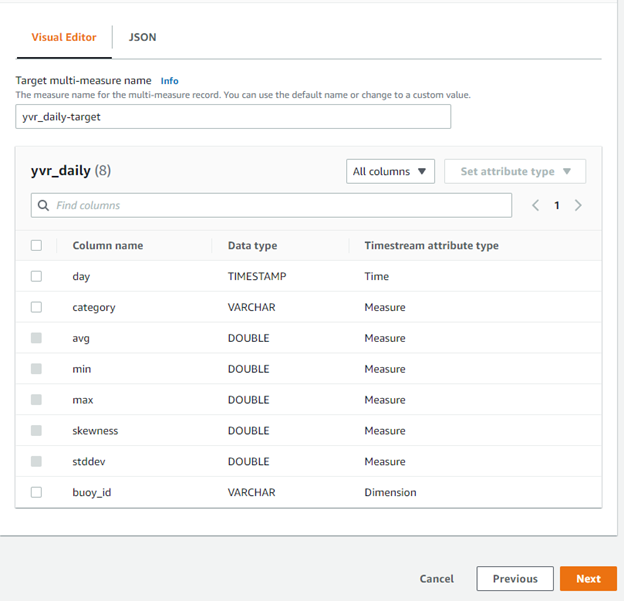 Visual Editor JSON
Target multi-measure name Info
The measure name for the multi-measure record. You can use the default name or change to a custom value.
yvr_daily-target
yvr_daily (8) All columns Set attribute type
Find columns 1
Column name Data type Timestream attribute type
day TIMESTAMP Time
category VARCHAR Measure
avg DOUBLE Measure
min DOUBLE Measure
max DOUBLE Measure
skewness DOUBLE Measure
stddev DOUBLE Measure
buoy_id VARCHAR Dimension
Cancel Previous Next